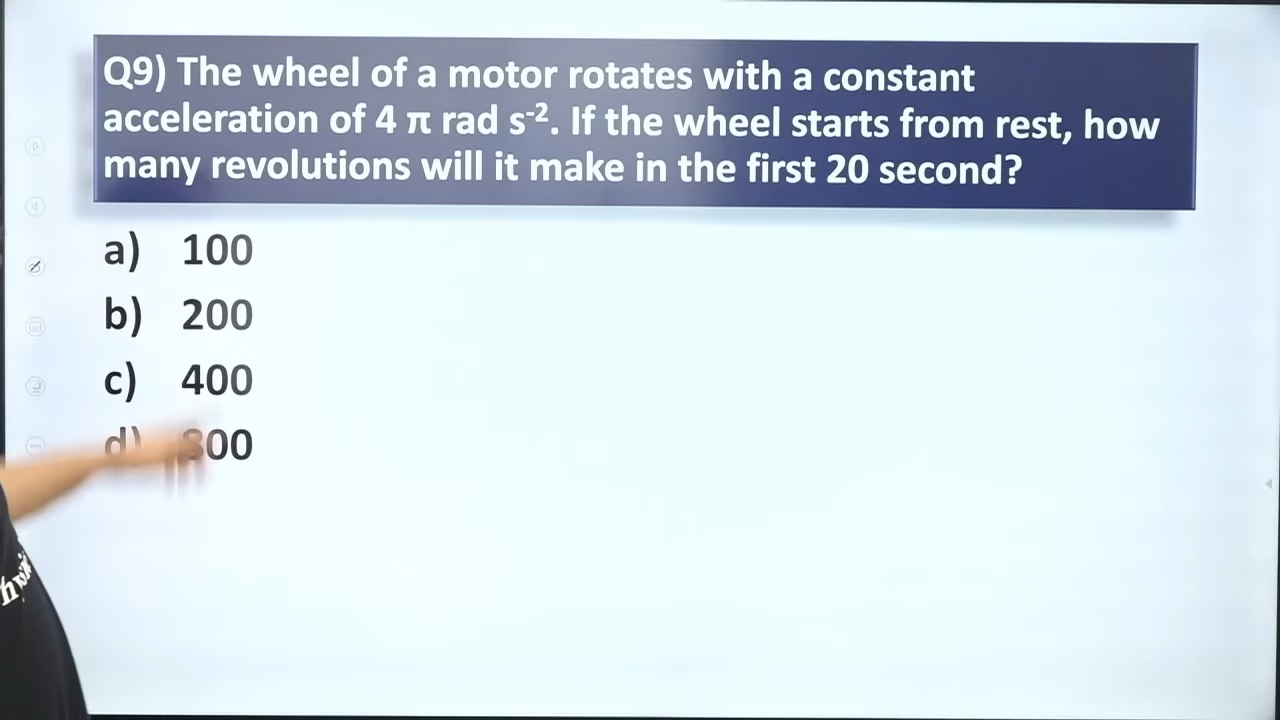 Q9) The wheel of a motor rotates with a constant
acceleration of 4 π rad s⁻². If the wheel starts from rest, how
many revolutions will it make in the first 20 second?
a) 100
b) 200
c) 400
d) 800